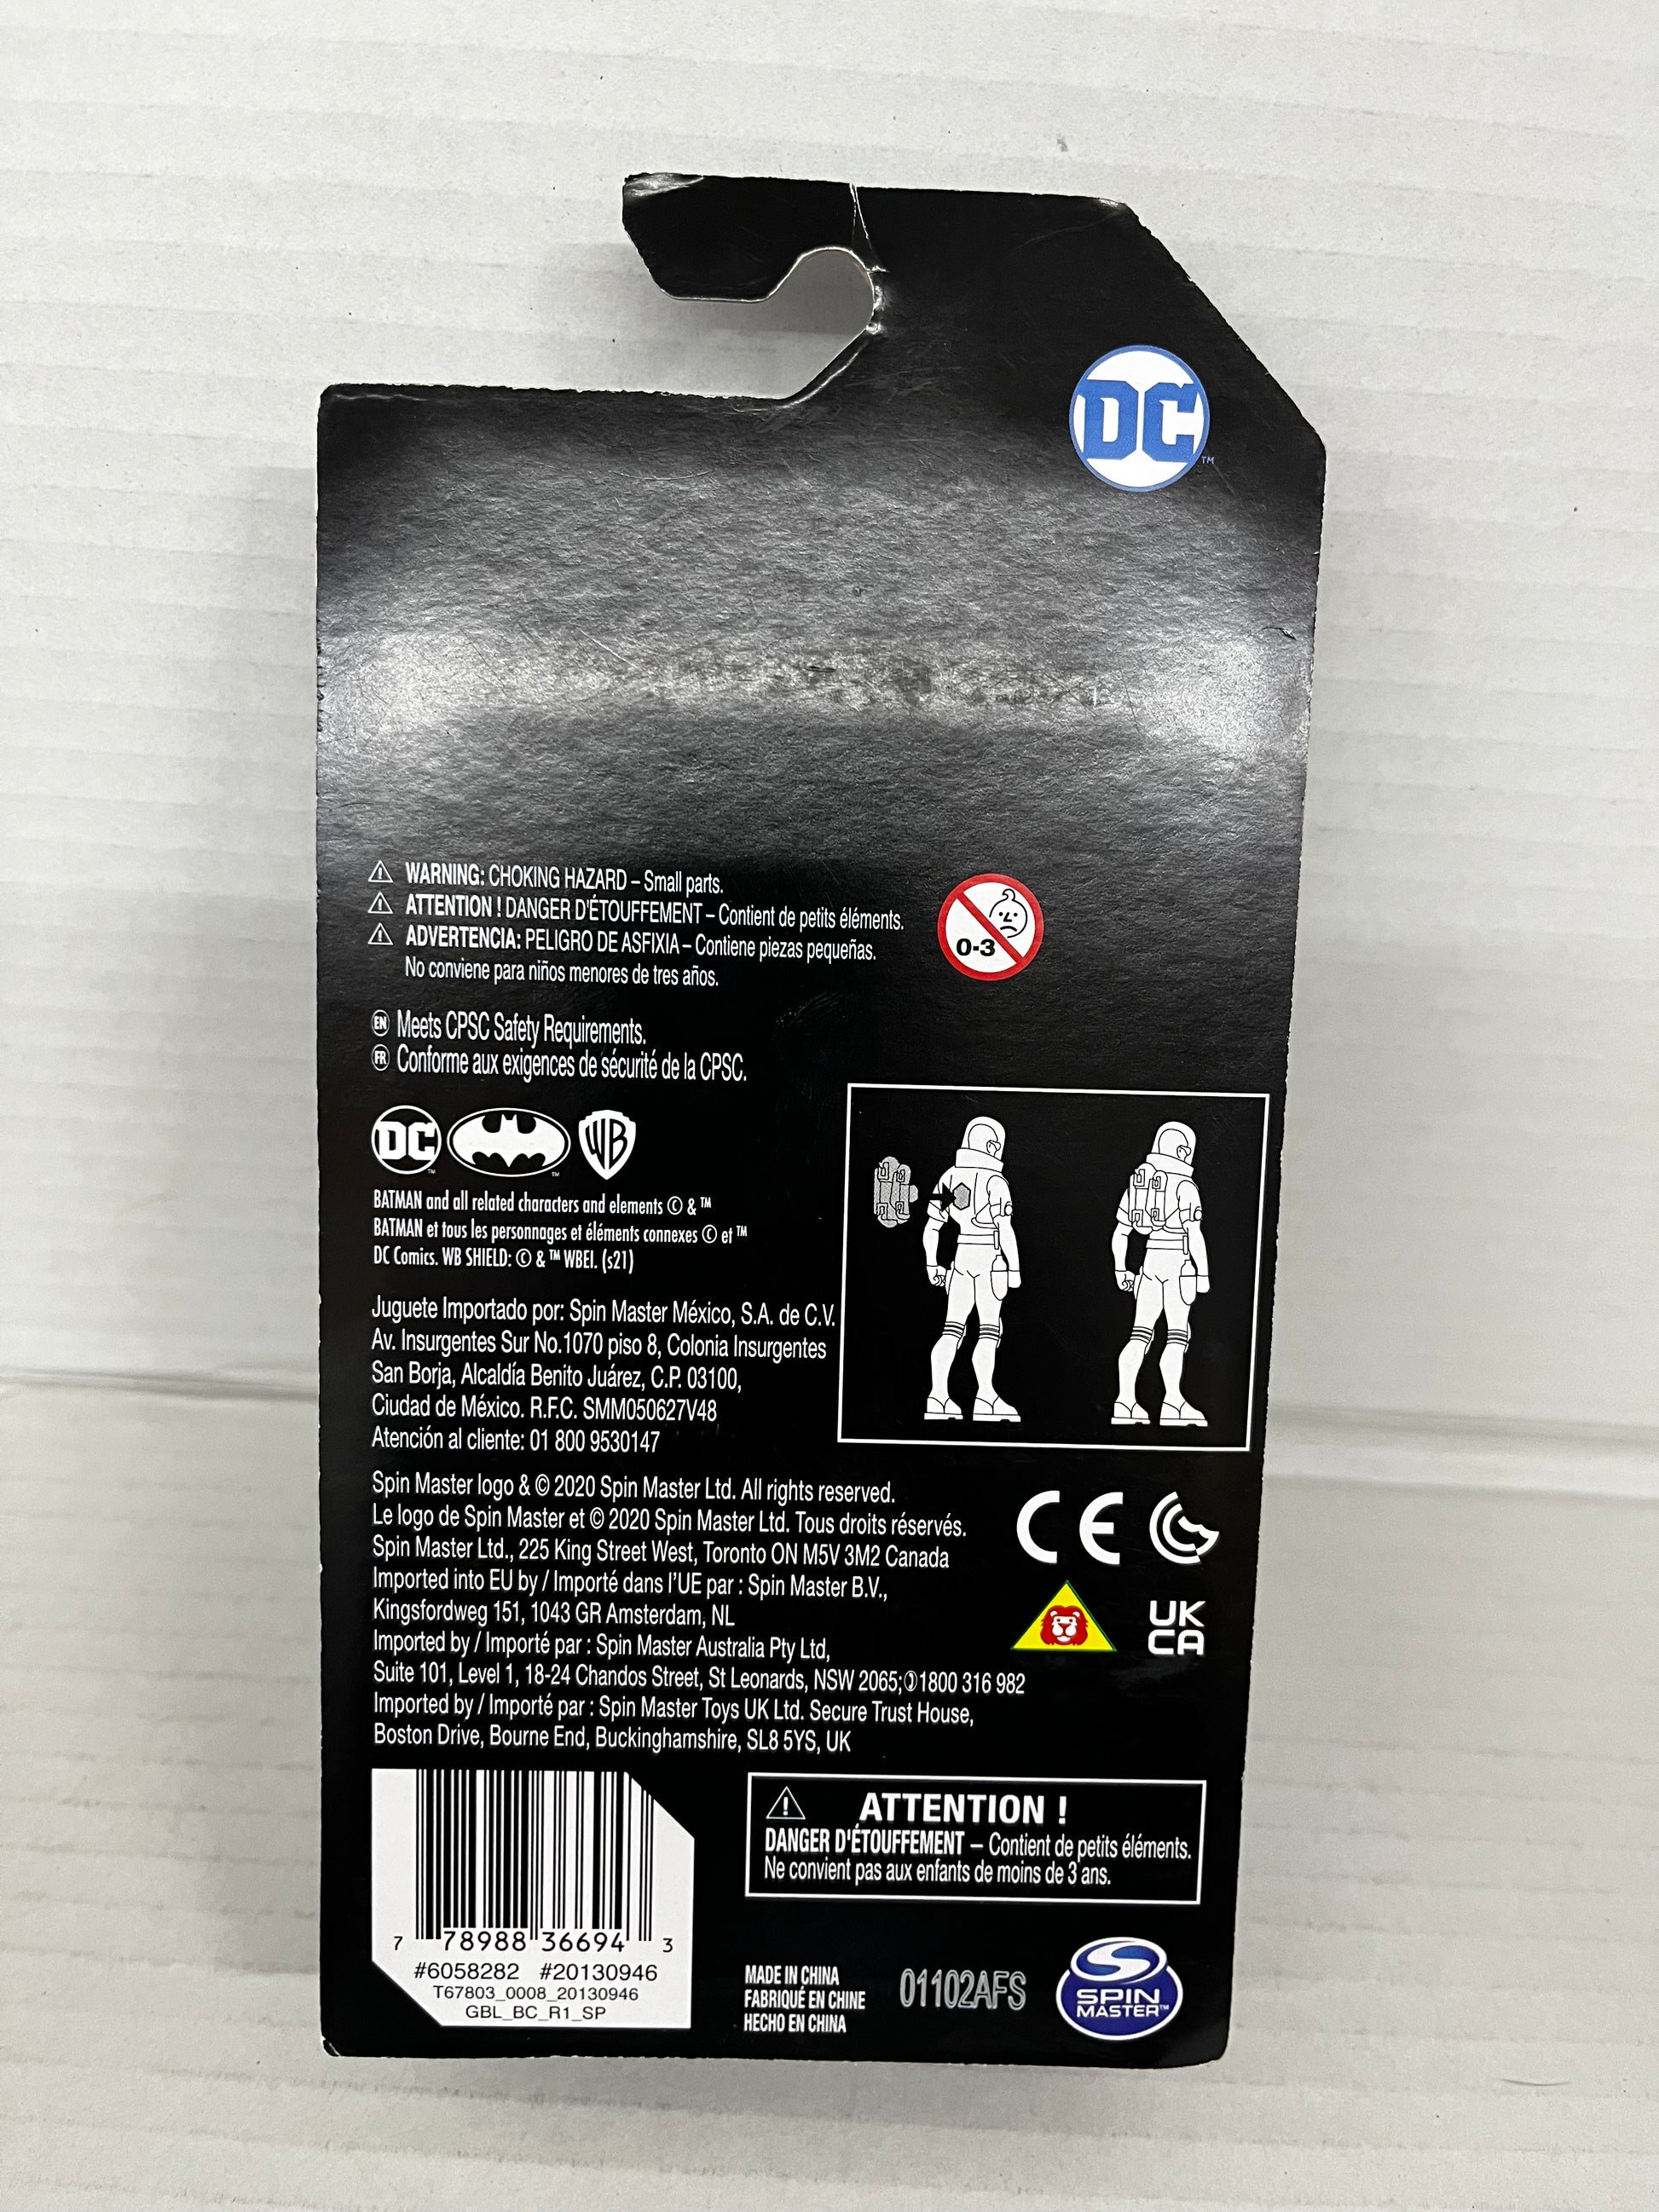 DC
TM
WARNING: CHOKING HAZARD – Small parts.
ATTENTION ! DANGER D'ÉTOUFFEMENT – Contient de petits éléments.
ADVERTENCIA: PELIGRO DE ASFIXIA – Contiene piezas pequeñas.
No conviene para niños menores de tres años.
0-3
EN Meets CPSC Safety Requirements.
FR Conforme aux exigences de sécurité de la CPSC.
DC TM TM WB
BATMAN and all related characters and elements © & ™
BATMAN et tous les personnages et éléments connexes © et ™
DC Comics. WB SHIELD: © & ™ WBEI. (s21)
Juguete Importado por: Spin Master México, S.A. de C.V.
Av. Insurgentes Sur No.1070 piso 8, Colonia Insurgentes
San Borja, Alcaldía Benito Juárez, C.P. 03100,
Ciudad de México. R.F.C. SMM050627V48
Atención al cliente: 01 800 9530147
Spin Master logo & © 2020 Spin Master Ltd. All rights reserved.
Le logo de Spin Master et © 2020 Spin Master Ltd. Tous droits réservés.
Spin Master Ltd., 225 King Street West, Toronto ON M5V 3M2 Canada
Imported into EU by / Importé dans l'UE par : Spin Master B.V.,
Kingsfordweg 151, 1043 GR Amsterdam, NL
Imported by / Importé par : Spin Master Australia Pty Ltd,
Suite 101, Level 1, 18-24 Chandos Street, St Leonards, NSW 2065; 1800 316 982
Imported by / Importé par : Spin Master Toys UK Ltd. Secure Trust House,
Boston Drive, Bourne End, Buckinghamshire, SL8 5YS, UK
CE
UK
CA
7 78988 36694 3
#6058282 #20130946
T67803_0008_20130946
GBL_BC_R1_SP
ATTENTION !
DANGER D'ÉTOUFFEMENT – Contient de petits éléments.
Ne convient pas aux enfants de moins de 3 ans.
MADE IN CHINA
FABRIQUÉ EN CHINE
HECHO EN CHINA
01102AFS
SPIN
MASTER™